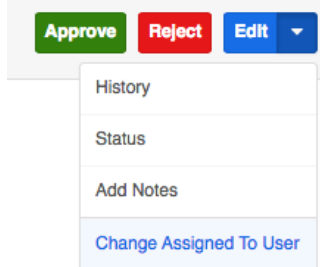 Approve Reject Edit
History
Status
Add Notes
Change Assigned To User